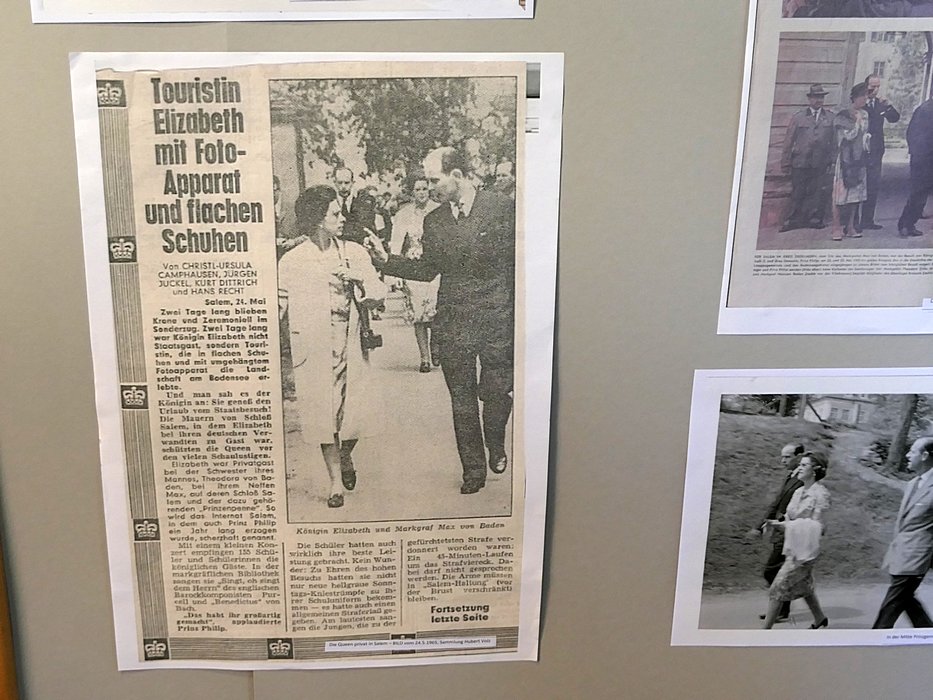 Touristin
Elizabeth
mit Foto-
Apparat
und flachen
Schuhen
Von CHRISTL-URSULA
CAMPHAUSEN, JÜRGEN
JUCKEL, KURT DITTRICH
und HANS RECHT
Salem, 24. Mai
Zwei Tage lang blieben
Krone und Zeremoniell im
Sonderzug. Zwei Tage lang
war Königin Elizabeth nicht
Staatsgast, sondern Touri-
stin, die in flachen Schu-
hen und mit umgehängtem
Fotoapparat die Land-
schaft am Bodensee er-
lebte.
Und man sah es der
Königin an: Sie genoß den
Urlaub vom Staatsbesuch!
Die Mauern von Schloß
Salem, in dem Elizabeth
bei ihren deutschen Ver-
wandten zu Gast war,
schützten die Queen vor
den vielen Schaulustigen.
Elizabeth war Privatgast
bei der Schwester ihres
Mannes, Theodora von Ba-
den, bei ihrem Neffen
Max, auf deren Schloß Sa-
lem und der dazu gehö-
renden „Prinzenpenne". So
wird das Internat Salem,
in dem auch Prinz Philip
ein Jahr lang erzogen
wurde, scherzhaft genannt.
Mit einem kleinen Kon-
zert empfingen 155 Schü-
ler und Schülerinnen die
königlichen Gäste. In der
markgräflichen Bibliothek
sangen sie „Singt, oh singt
dem Herrn" des englischen
Barockkomponisten Pur-
cell und „Benedictus" von
Bach.
„Das habt ihr großartig
gemacht", applaudierte
Prinz Philip.
Königin Elizabeth und Markgraf Max von Baden
Die Schüler hatten auch
wirklich ihre beste Lei-
stung gebracht. Kein Wun-
der: Zu Ehren des hohen
Besuchs hatten sie nicht
nur neue hellgraue Sonn-
tags-Kniestrümpfe zu ih-
rer Schuluniform bekom-
men — es hatte auch einen
allgemeinen Straferlaß ge-
geben. Am lautesten san-
gen die Jungen, die zu der
gefürchtetsten Strafe ver-
donnert worden waren:
Ein 45-Minuten-Laufen
um das Strafviereck. Da-
bei darf nicht gesprochen
werden. Die Arme müssen
in „Salem-Haltung" (vor
der Brust verschränkt)
bleiben.
Fortsetzung
letzte Seite
Die Queen privat in Salem – BILD vom 24.5.1965, Sammlung Hubert Volz
In der Mitte